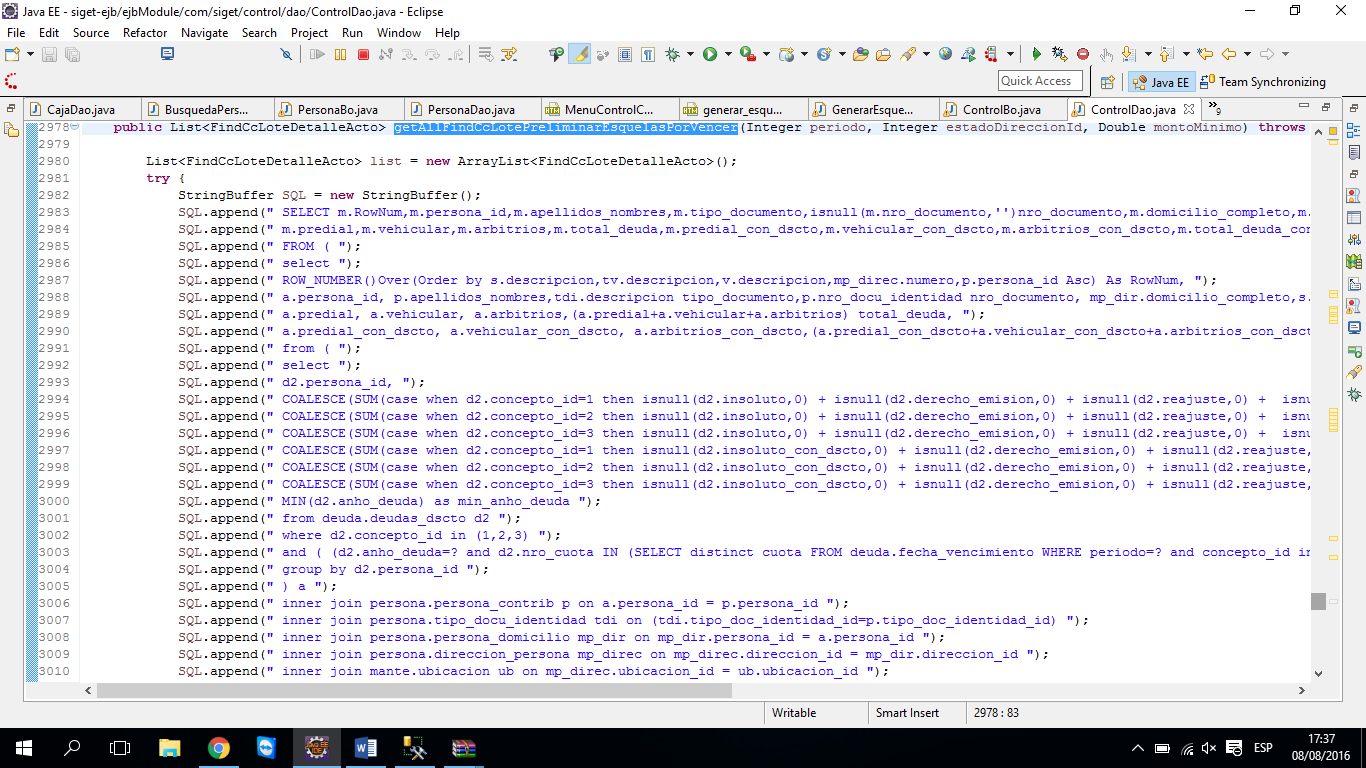 Java EE - siget-ejb/ejbModule/com/siget/control/dao/ControlDao.java - Eclipse
File Edit Source Refactor Navigate Search Project Run Window Help
Quick Access Java EE Team Synchronizing
CajaDao.java BusquedaPers... PersonaBo.java PersonaDao.java MenuControlC... generar_esqu... GenerarEsque... ControlBo.java ControlDao.java »9
2978 public List<FindCcLoteDetalleActo> getAllFindCcLotePreliminarEsquelasPorVencer(Integer periodo, Integer estadoDireccionId, Double montoMinimo) throws
2979
2980 List<FindCcLoteDetalleActo> list = new ArrayList<FindCcLoteDetalleActo>();
2981 try {
2982 StringBuffer SQL = new StringBuffer();
2983 SQL.append(" SELECT m.RowNum,m.persona_id,m.apellidos_nombres,m.tipo_documento,isnull(m.nro_documento,'')nro_documento,m.domicilio_completo,m.
2984 SQL.append(" m.predial,m.vehicular,m.arbitrios,m.total_deuda,m.predial_con_dscto,m.vehicular_con_dscto,m.arbitrios_con_dscto,m.total_deuda_con
2985 SQL.append(" FROM ( ");
2986 SQL.append(" select ");
2987 SQL.append(" ROW_NUMBER()Over(Order by s.descripcion,tv.descripcion,v.descripcion,mp_direc.numero,p.persona_id Asc) As RowNum, ");
2988 SQL.append(" a.persona_id, p.apellidos_nombres,tdi.descripcion tipo_documento,p.nro_docu_identidad nro_documento, mp_dir.domicilio_completo,s.
2989 SQL.append(" a.predial, a.vehicular, a.arbitrios,(a.predial+a.vehicular+a.arbitrios) total_deuda, ");
2990 SQL.append(" a.predial_con_dscto, a.vehicular_con_dscto, a.arbitrios_con_dscto,(a.predial_con_dscto+a.vehicular_con_dscto+a.arbitrios_con_dsct
2991 SQL.append(" from ( ");
2992 SQL.append(" select ");
2993 SQL.append(" d2.persona_id, ");
2994 SQL.append(" COALESCE(SUM(case when d2.concepto_id=1 then isnull(d2.insoluto,0) + isnull(d2.derecho_emision,0) + isnull(d2.reajuste,0) + isnu
2995 SQL.append(" COALESCE(SUM(case when d2.concepto_id=2 then isnull(d2.insoluto,0) + isnull(d2.derecho_emision,0) + isnull(d2.reajuste,0) + isnu
2996 SQL.append(" COALESCE(SUM(case when d2.concepto_id=3 then isnull(d2.insoluto,0) + isnull(d2.derecho_emision,0) + isnull(d2.reajuste,0) + isnu
2997 SQL.append(" COALESCE(SUM(case when d2.concepto_id=1 then isnull(d2.insoluto_con_dscto,0) + isnull(d2.derecho_emision,0) + isnull(d2.reajuste,
2998 SQL.append(" COALESCE(SUM(case when d2.concepto_id=2 then isnull(d2.insoluto_con_dscto,0) + isnull(d2.derecho_emision,0) + isnull(d2.reajuste,
2999 SQL.append(" COALESCE(SUM(case when d2.concepto_id=3 then isnull(d2.insoluto_con_dscto,0) + isnull(d2.derecho_emision,0) + isnull(d2.reajuste,
3000 SQL.append(" MIN(d2.anho_deuda) as min_anho_deuda ");
3001 SQL.append(" from deuda.deudas_dscto d2 ");
3002 SQL.append(" where d2.concepto_id in (1,2,3) ");
3003 SQL.append(" and ( (d2.anho_deuda=? and d2.nro_cuota IN (SELECT distinct cuota FROM deuda.fecha_vencimiento WHERE periodo=? and concepto_id in
3004 SQL.append(" group by d2.persona_id ");
3005 SQL.append(" ) a ");
3006 SQL.append(" inner join persona.persona_contrib p on a.persona_id = p.persona_id ");
3007 SQL.append(" inner join persona.tipo_docu_identidad tdi on (tdi.tipo_doc_identidad_id=p.tipo_doc_identidad_id) ");
3008 SQL.append(" inner join persona.persona_domicilio mp_dir on mp_dir.persona_id = a.persona_id ");
3009 SQL.append(" inner join persona.direccion_persona mp_direc on mp_direc.direccion_id = mp_dir.direccion_id ");
3010 SQL.append(" inner join mante.ubicacion ub on mp_direc.ubicacion_id = ub.ubicacion_id ");
Writable Smart Insert 2978 : 83
ESP 17:37
08/08/2016